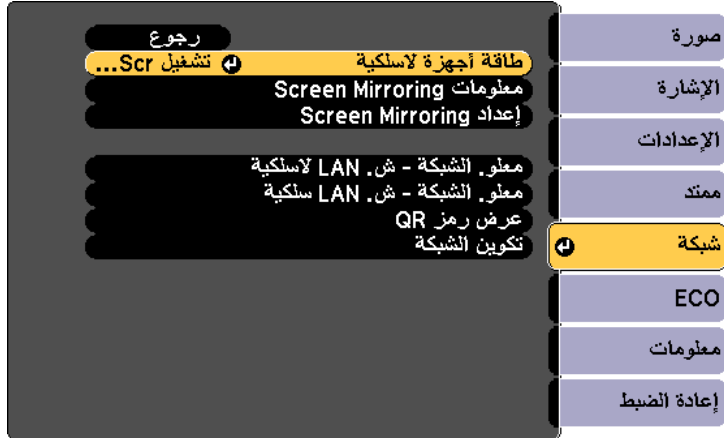 صورة
الإشارة
الإعدادات
ممتد
شبكة
ECO
معلومات
إعادة الضبط
رجوع
طاقة أجهزة لاسلكية تشغيل Scr...
معلومات Screen Mirroring
إعداد Screen Mirroring
معلو. الشبكة - ش. LAN لاسلكية
معلو. الشبكة - ش. LAN سلكية
عرض رمز QR
تكوين الشبكة